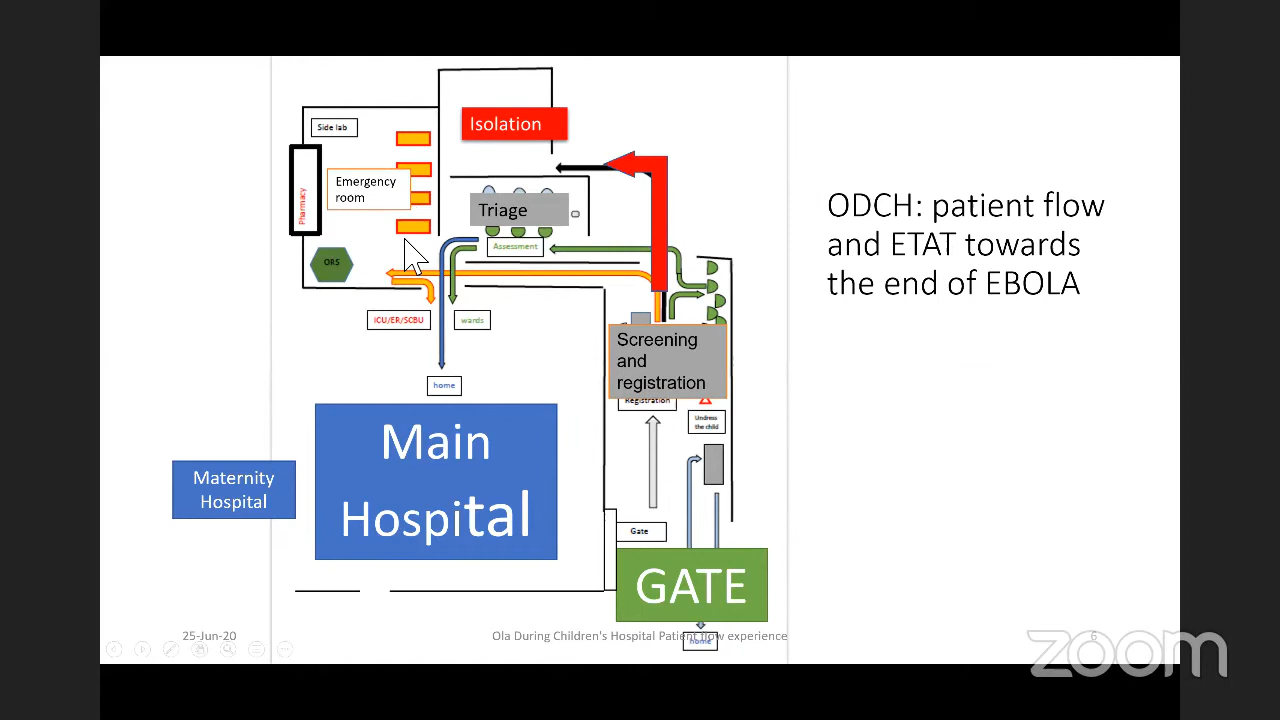 Isolation
Side lab
Emergency
room
Pharmacy
Triage
Assessment
ORS
ICU/ER/SCBU
wands
home
Screening
and
registration
Registration
Undress
the child
Main
Hospital
Maternity
Hospital
Gate
GATE
home
ODCH: patient flow
and ETAT towards
the end of EBOLA
25-Jun-20
Ola During Children's Hospital Patient flow experience
6
zoom